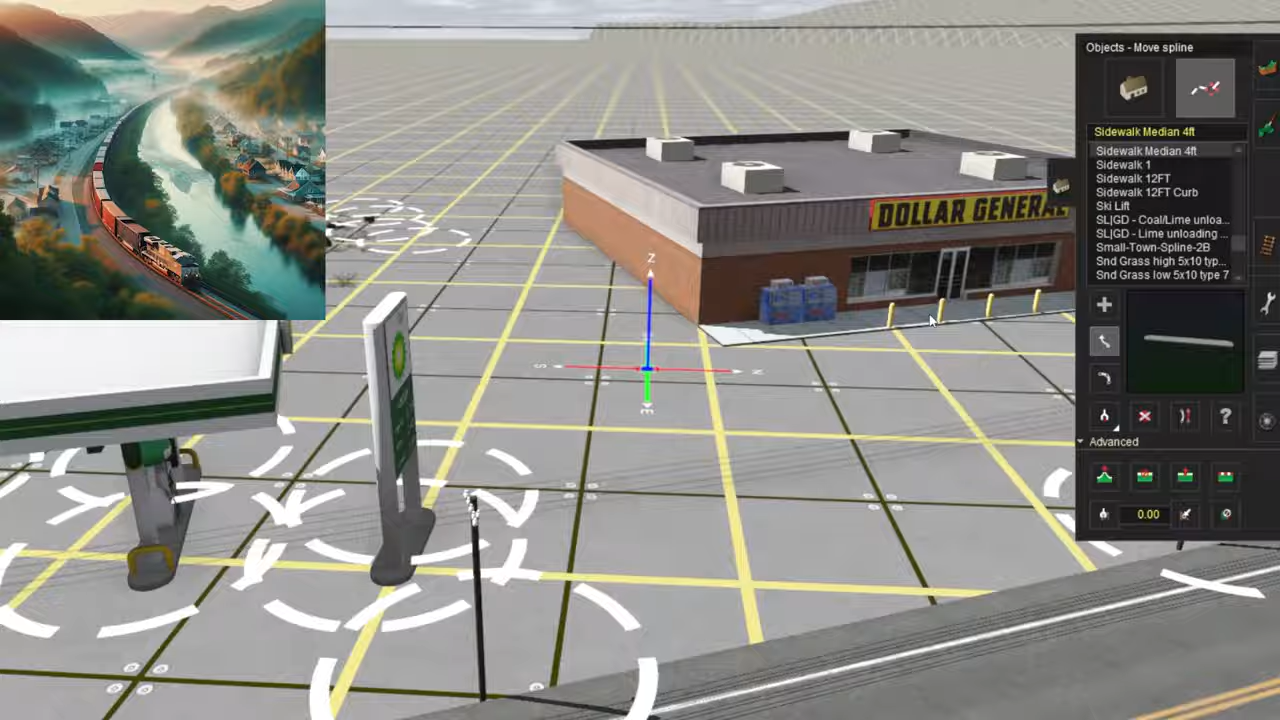 Objects - Move spline
Sidewalk Median 4ft
Sidewalk Median 4ft
Sidewalk 1
Sidewalk 12FT
Sidewalk 12FT Curb
Ski Lift
SL|GD - Coal/Lime unloa...
SL|GD - Lime unloading ...
Small-Town-Spline-2B
Snd Grass high 5x10 typ...
Snd Grass low 5x10 type 7
DOLLAR GENERAL
Z
S
N
E
?
Advanced
0.00